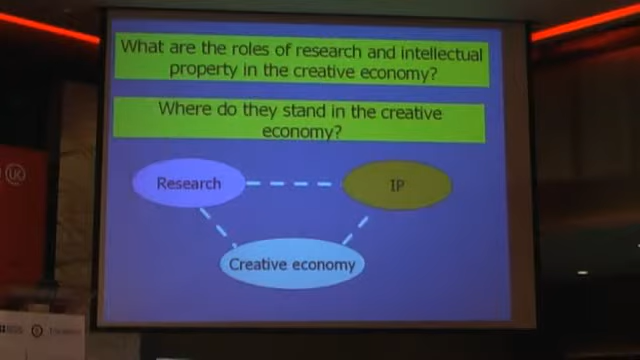 What are the roles of research and intellectual
property in the creative economy?
Where do they stand in the creative
economy?
Research
IP
Creative economy
UK